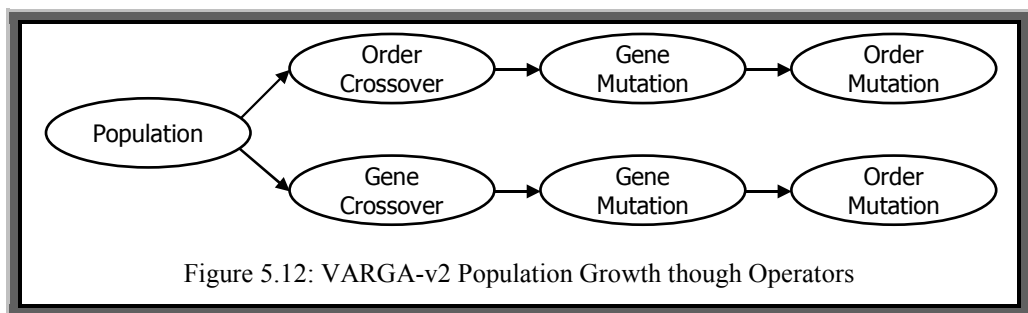 Order
Crossover
Gene
Mutation
Order
Mutation
Population
Gene
Crossover
Gene
Mutation
Order
Mutation
Figure 5.12: VARGA-v2 Population Growth though Operators